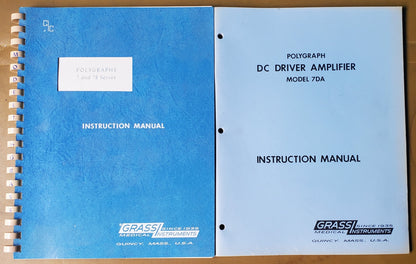 POLYGRAPHS
7 and 78 Series
INSTRUCTION MANUAL
GRASS SINCE 1935
MEDICAL INSTRUMENTS
QUINCY, MASS., U.S.A.
POLYGRAPH
DC DRIVER AMPLIFIER
MODEL 7DA
INSTRUCTION MANUAL
GRASS SINCE 1935
MEDICAL INSTRUMENTS
QUINCY, MASS., U.S.A.